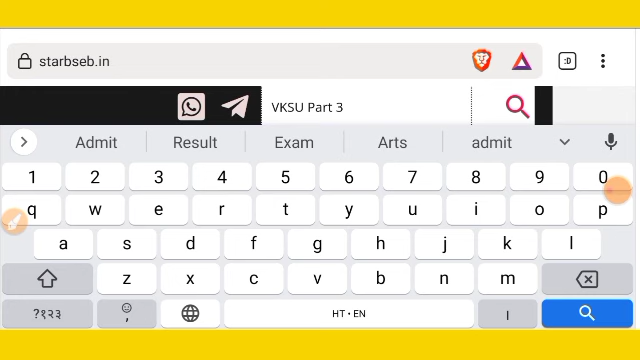 starbseb.in
:D
VKSU Part 3
Admit Result Exam Arts admit
1 2 3 4 5 6 7 8 9 0
q w e r t y u i o p
a s d f g h j k l
z x c v b n m
?१२३ , HT • EN ।